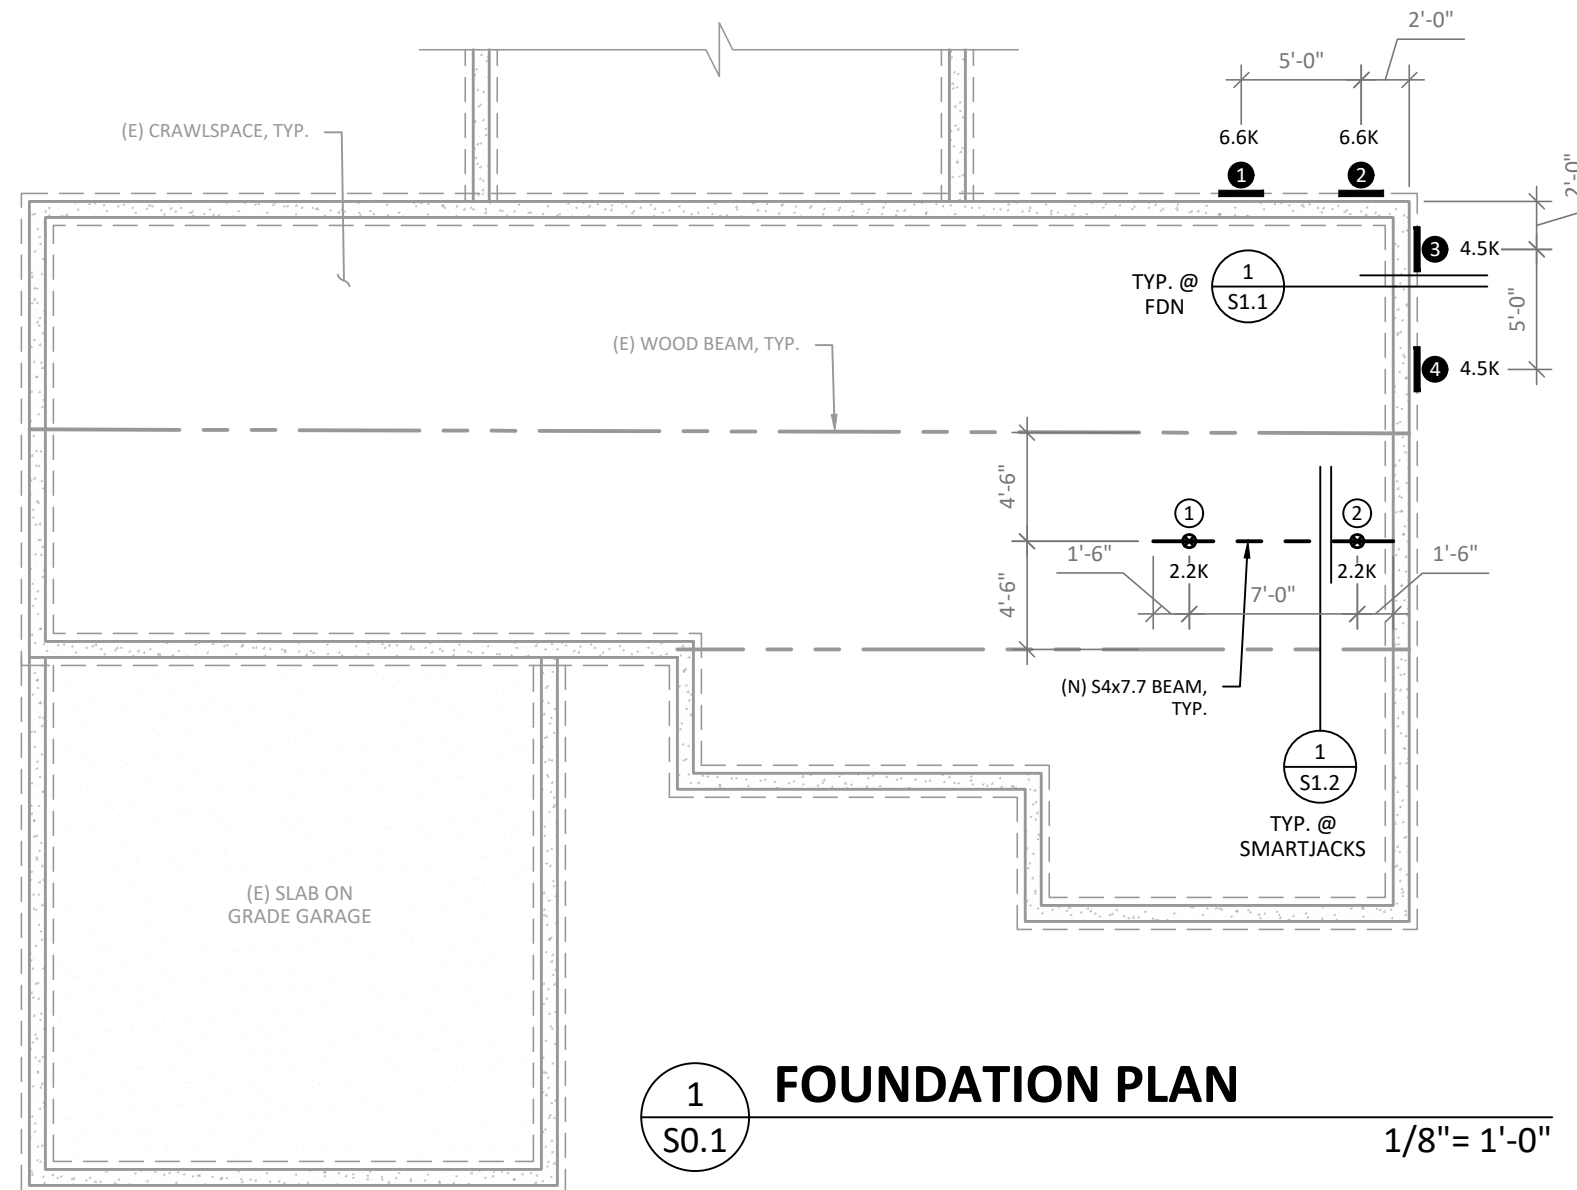 2'-0"
5'-0"
(E) CRAWLSPACE, TYP.
6.6K
6.6K
1
2
2'-0"
3
4.5K
TYP. @
FDN
1
S1.1
5'-0"
(E) WOOD BEAM, TYP.
4
4.5K
4'-6"
1
2
1'-6"
2.2K
2.2K
1'-6"
7'-0"
4'-6"
(N) S4x7.7 BEAM,
TYP.
1
S1.2
TYP. @
SMARTJACKS
(E) SLAB ON
GRADE GARAGE
1
S0.1
FOUNDATION PLAN
1/8"= 1'-0"